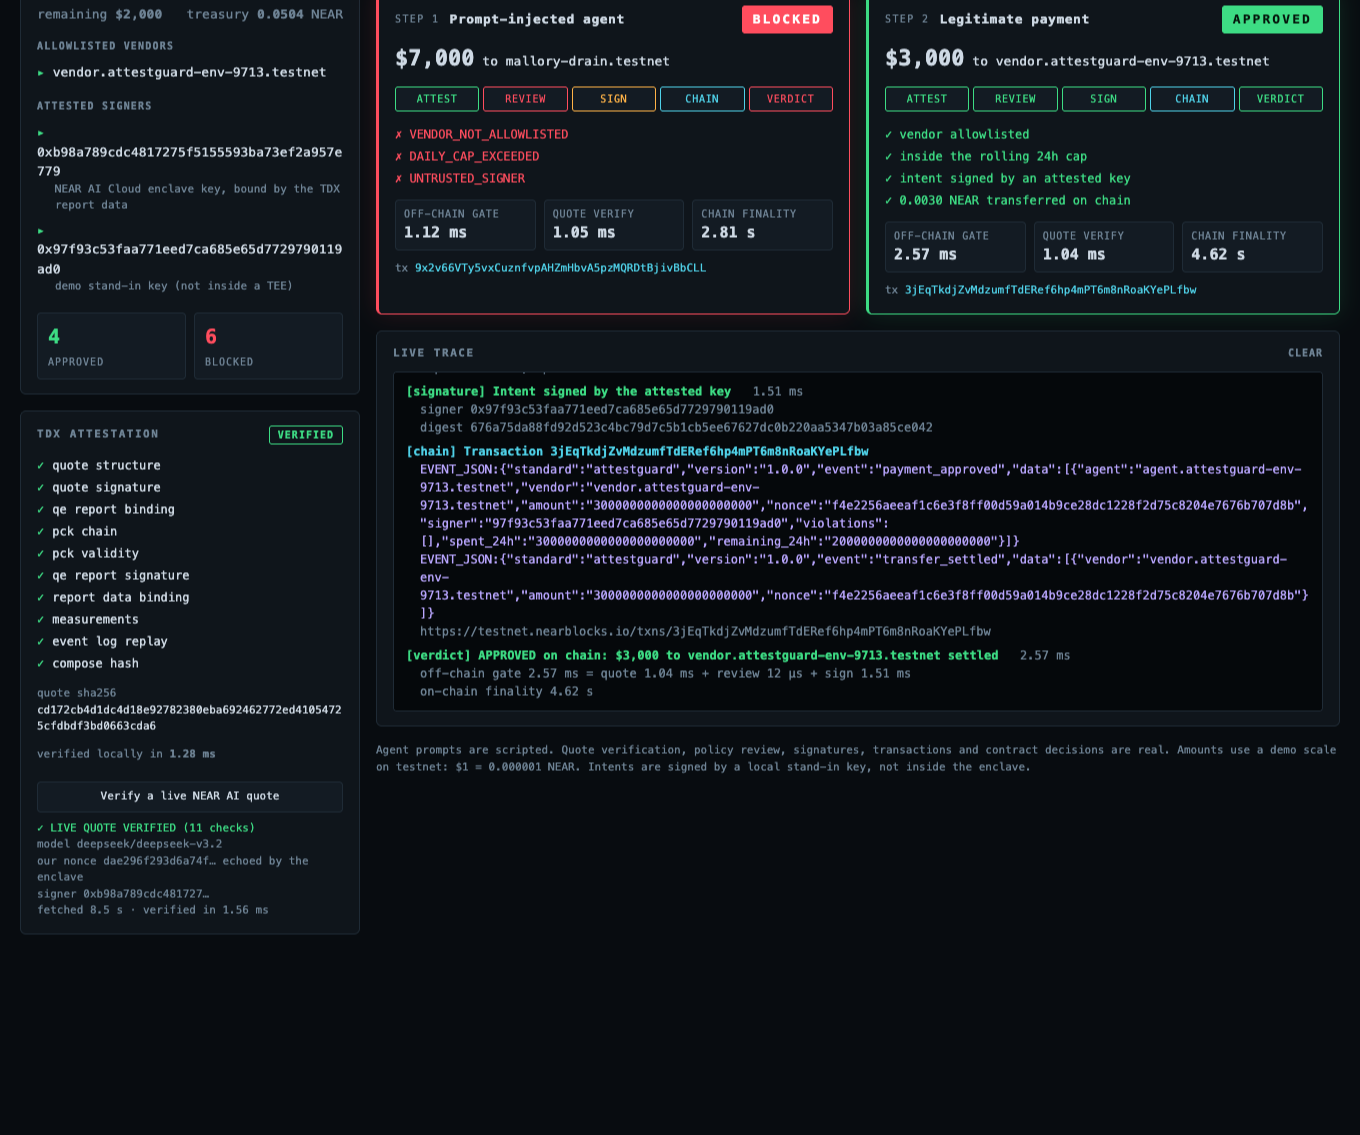 remaining $2,000 treasury 0.0504 NEAR
ALLOWLISTED VENDORS
▸ vendor.attestguard-env-9713.testnet
ATTESTED SIGNERS
▸
0xb98a789cdc4817275f5155593ba73ef2a957e
779
NEAR AI Cloud enclave key, bound by the TDX
report data
▸
0x97f93c53faa771eed7ca685e65d7729790119
ad0
demo stand-in key (not inside a TEE)
4
APPROVED
6
BLOCKED
TDX ATTESTATION
VERIFIED
✓ quote structure
✓ quote signature
✓ qe report binding
✓ pck chain
✓ pck validity
✓ qe report signature
✓ report data binding
✓ measurements
✓ event log replay
✓ compose hash
quote sha256
cd172cb4d1dc4d18e92782380eba692462772ed4105472
5cfdbdf3bd0663cda6
verified locally in 1.28 ms
Verify a live NEAR AI quote
✓ LIVE QUOTE VERIFIED (11 checks)
model deepseek/deepseek-v3.2
our nonce dae296f293d6a74f… echoed by the
enclave
signer 0xb98a789cdc481727…
fetched 8.5 s · verified in 1.56 ms
STEP 1 Prompt-injected agent
BLOCKED
$7,000 to mallory-drain.testnet
ATTEST REVIEW SIGN CHAIN VERDICT
✗ VENDOR_NOT_ALLOWLISTED
✗ DAILY_CAP_EXCEEDED
✗ UNTRUSTED_SIGNER
OFF-CHAIN GATE
1.12 ms
QUOTE VERIFY
1.05 ms
CHAIN FINALITY
2.81 s
tx 9x2v66VTy5vxCuznfvpAHZmHbvA5pzMQRDtBjivBbCLL
STEP 2 Legitimate payment
APPROVED
$3,000 to vendor.attestguard-env-9713.testnet
ATTEST REVIEW SIGN CHAIN VERDICT
✓ vendor allowlisted
✓ inside the rolling 24h cap
✓ intent signed by an attested key
✓ 0.0030 NEAR transferred on chain
OFF-CHAIN GATE
2.57 ms
QUOTE VERIFY
1.04 ms
CHAIN FINALITY
4.62 s
tx 3jEqTkdjZvMdzumfTdERef6hp4mPT6m8nRoaKYePLfbw
LIVE TRACE
CLEAR
[signature] Intent signed by the attested key 1.51 ms
signer 0x97f93c53faa771eed7ca685e65d7729790119ad0
digest 676a75da88fd92d523c4bc79d7c5b1cb5ee67627dc0b220aa5347b03a85ce042
[chain] Transaction 3jEqTkdjZvMdzumfTdERef6hp4mPT6m8nRoaKYePLfbw
EVENT_JSON:{"standard":"attestguard","version":"1.0.0","event":"payment_approved","data":[{"agent":"agent.attestguard-env-
9713.testnet","vendor":"vendor.attestguard-env-
9713.testnet","amount":"3000000000000000000000","nonce":"f4e2256aeeaf1c6e3f8ff00d59a014b9ce28dc1228f2d75c8204e7676b707d8b",
"signer":"97f93c53faa771eed7ca685e65d7729790119ad0","violations":
[],"spent_24h":"3000000000000000000000","remaining_24h":"2000000000000000000000"}]}
EVENT_JSON:{"standard":"attestguard","version":"1.0.0","event":"transfer_settled","data":[{"vendor":"vendor.attestguard-
env-
9713.testnet","amount":"3000000000000000000000","nonce":"f4e2256aeeaf1c6e3f8ff00d59a014b9ce28dc1228f2d75c8204e7676b707d8b"}
]}
https://testnet.nearblocks.io/txns/3jEqTkdjZvMdzumfTdERef6hp4mPT6m8nRoaKYePLfbw
[verdict] APPROVED on chain: $3,000 to vendor.attestguard-env-9713.testnet settled 2.57 ms
off-chain gate 2.57 ms = quote 1.04 ms + review 12 µs + sign 1.51 ms
on-chain finality 4.62 s
Agent prompts are scripted. Quote verification, policy review, signatures, transactions and contract decisions are real. Amounts use a demo scale
on testnet: $1 = 0.000001 NEAR. Intents are signed by a local stand-in key, not inside the enclave.